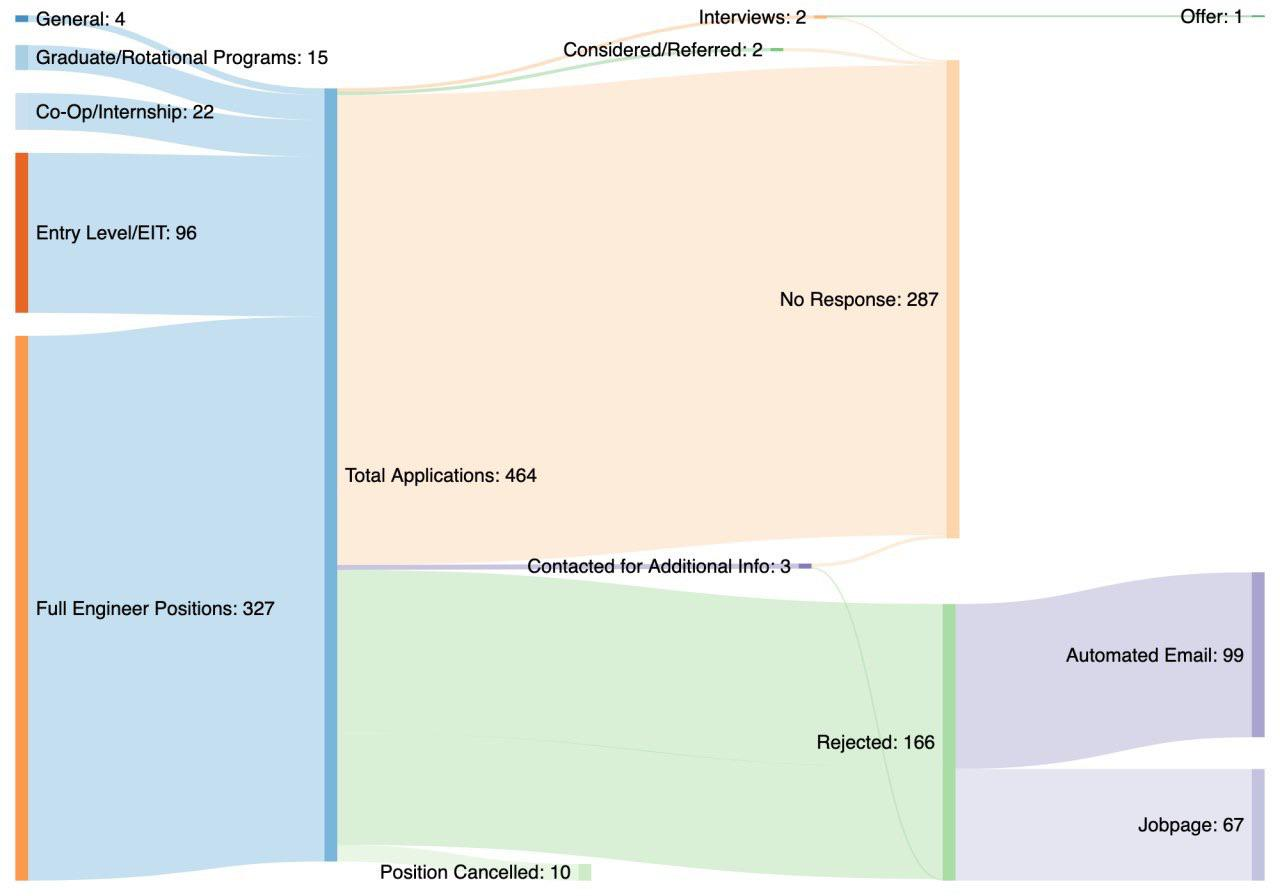 General: 4
Graduate/Rotational Programs: 15
Co-Op/Internship: 22
Entry Level/EIT: 96
Full Engineer Positions: 327
Total Applications: 464
Interviews: 2
Considered/Referred: 2
No Response: 287
Contacted for Additional Info: 3
Rejected: 166
Position Cancelled: 10
Offer: 1
Automated Email: 99
Jobpage: 67